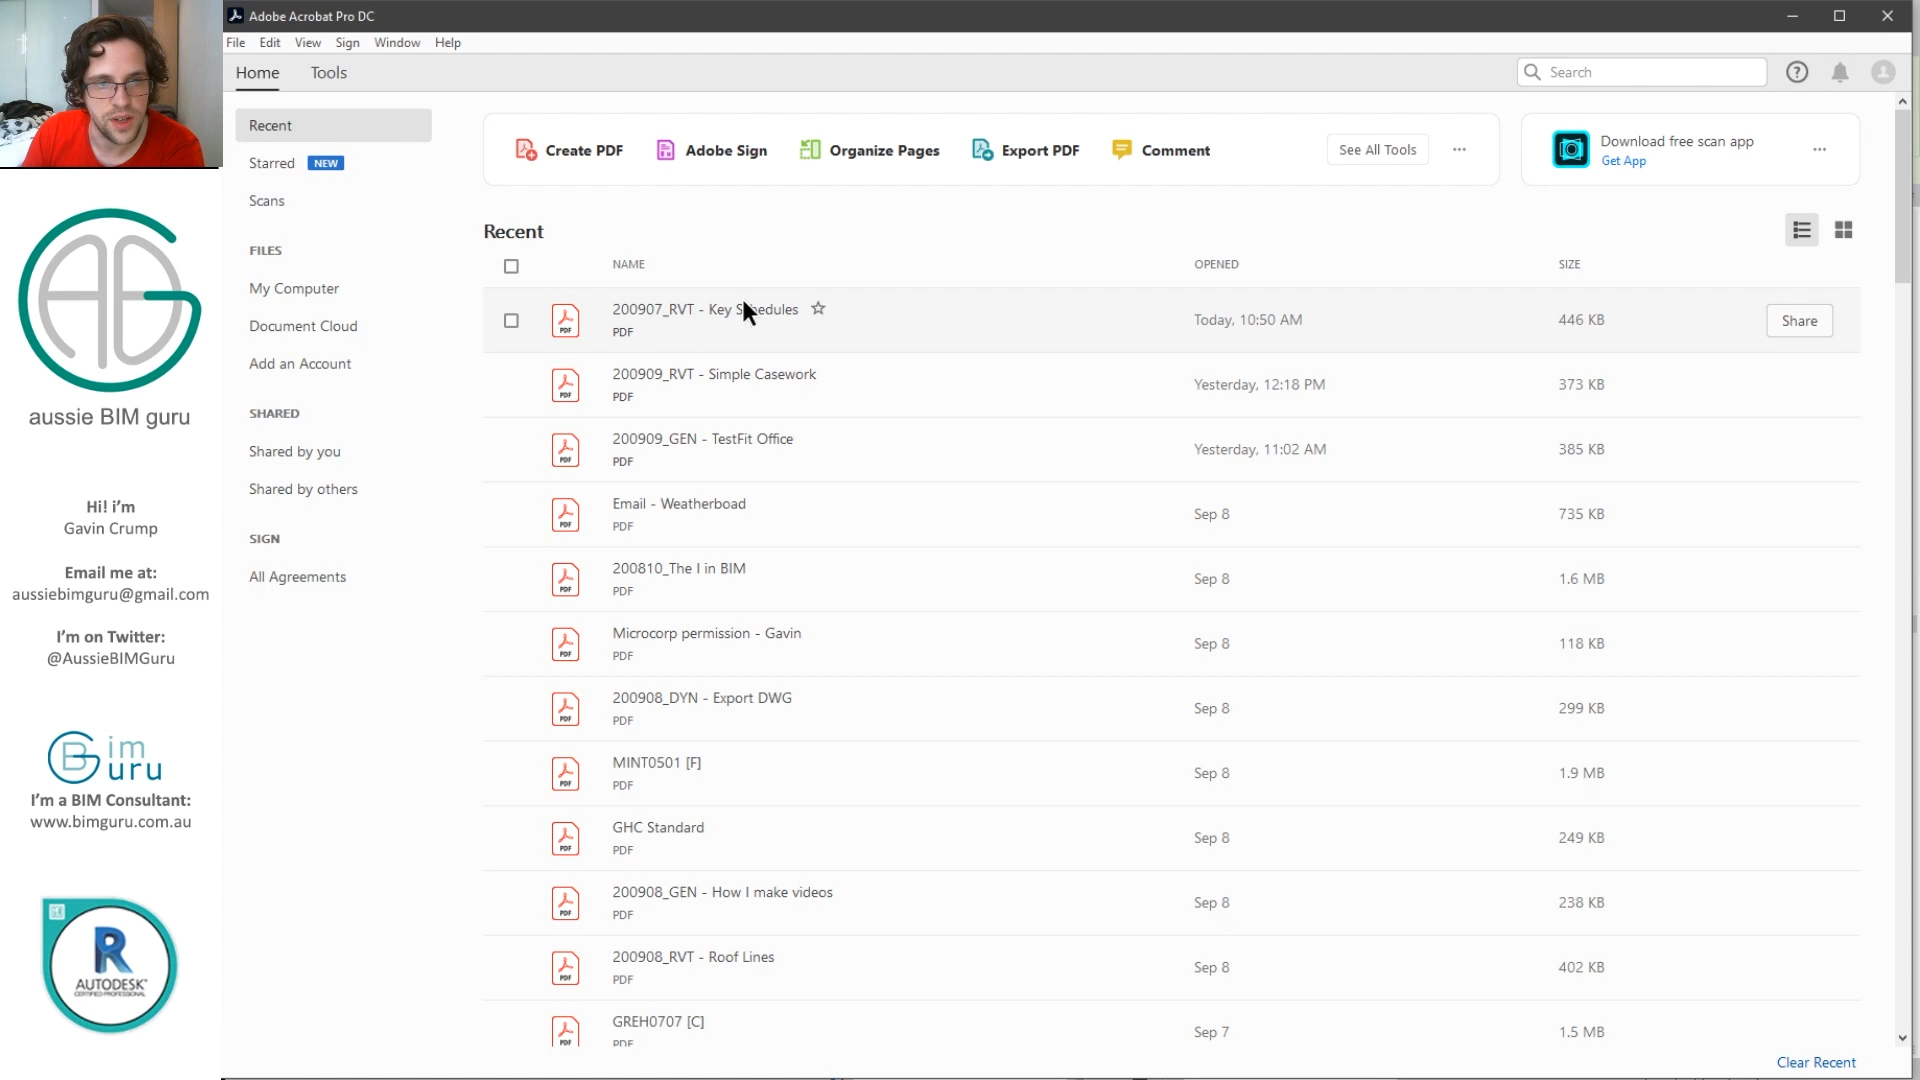 Adobe Acrobat Pro DC
File Edit View Sign Window Help
Home Tools
Search
Recent
Starred NEW
Scans
FILES
My Computer
Document Cloud
Add an Account
SHARED
Shared by you
Shared by others
SIGN
All Agreements
Create PDF Adobe Sign Organize Pages Export PDF Comment See All Tools
Download free scan app
Get App
Recent
NAME OPENED SIZE
200907_RVT - Key Schedules Today, 10:50 AM 446 KB Share
PDF
200909_RVT - Simple Casework Yesterday, 12:18 PM 373 KB
PDF
200909_GEN - TestFit Office Yesterday, 11:02 AM 385 KB
PDF
Email - Weatherboad Sep 8 735 KB
PDF
200810_The I in BIM Sep 8 1.6 MB
PDF
Microcorp permission - Gavin Sep 8 118 KB
PDF
200908_DYN - Export DWG Sep 8 299 KB
PDF
MINT0501 [F] Sep 8 1.9 MB
PDF
GHC Standard Sep 8 249 KB
PDF
200908_GEN - How I make videos Sep 8 238 KB
PDF
200908_RVT - Roof Lines Sep 8 402 KB
PDF
GREH0707 [C] Sep 7 1.5 MB
PDF
Clear Recent
aussie BIM guru
Hi! i'm
Gavin Crump
Email me at:
aussiebimguru@gmail.com
I'm on Twitter:
@AussieBIMGuru
Bim
Guru
I'm a BIM Consultant:
www.bimguru.com.au
R
AUTODESK
CERTIFIED PROFESSIONAL